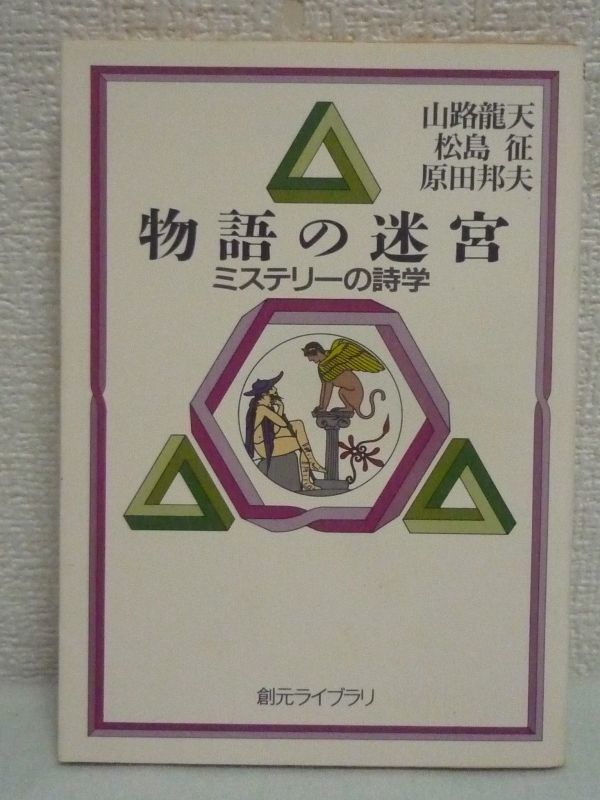 山路龍天
松島 征
原田邦夫
物語の迷宮
ミステリーの詩学
創元ライブラリ